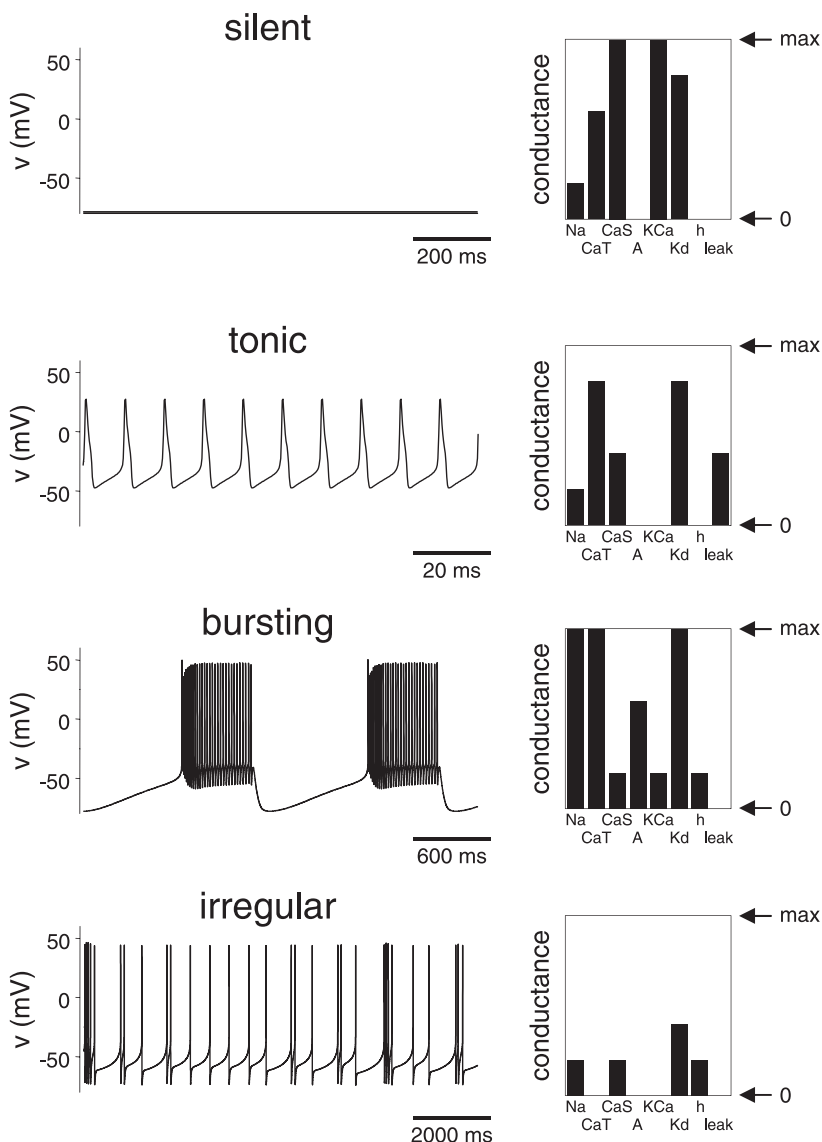 silent
50
0
-50
v (mV)
200 ms
conductance
max
0
Na CaS KCa h
CaT A Kd leak
tonic
50
0
-50
v (mV)
20 ms
conductance
max
0
Na CaS KCa h
CaT A Kd leak
bursting
50
0
-50
v (mV)
600 ms
conductance
max
0
Na CaS KCa h
CaT A Kd leak
irregular
50
0
-50
v (mV)
2000 ms
conductance
max
0
Na CaS KCa h
CaT A Kd leak